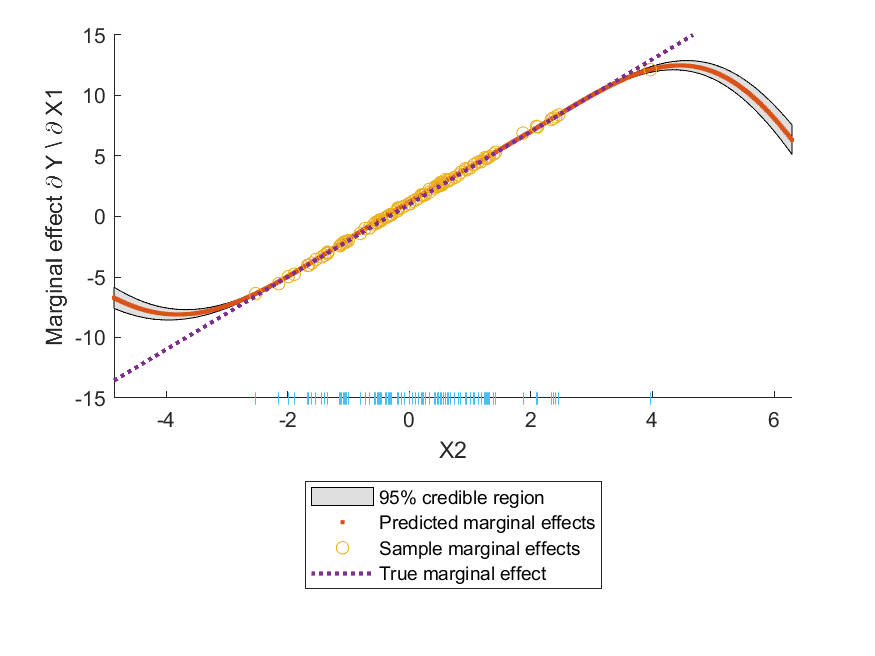 15
10
5
0
-5
-10
-15
Marginal effect ∂ Y \ ∂ X1
-4
-2
0
2
4
6
X2
95% credible region
Predicted marginal effects
Sample marginal effects
True marginal effect